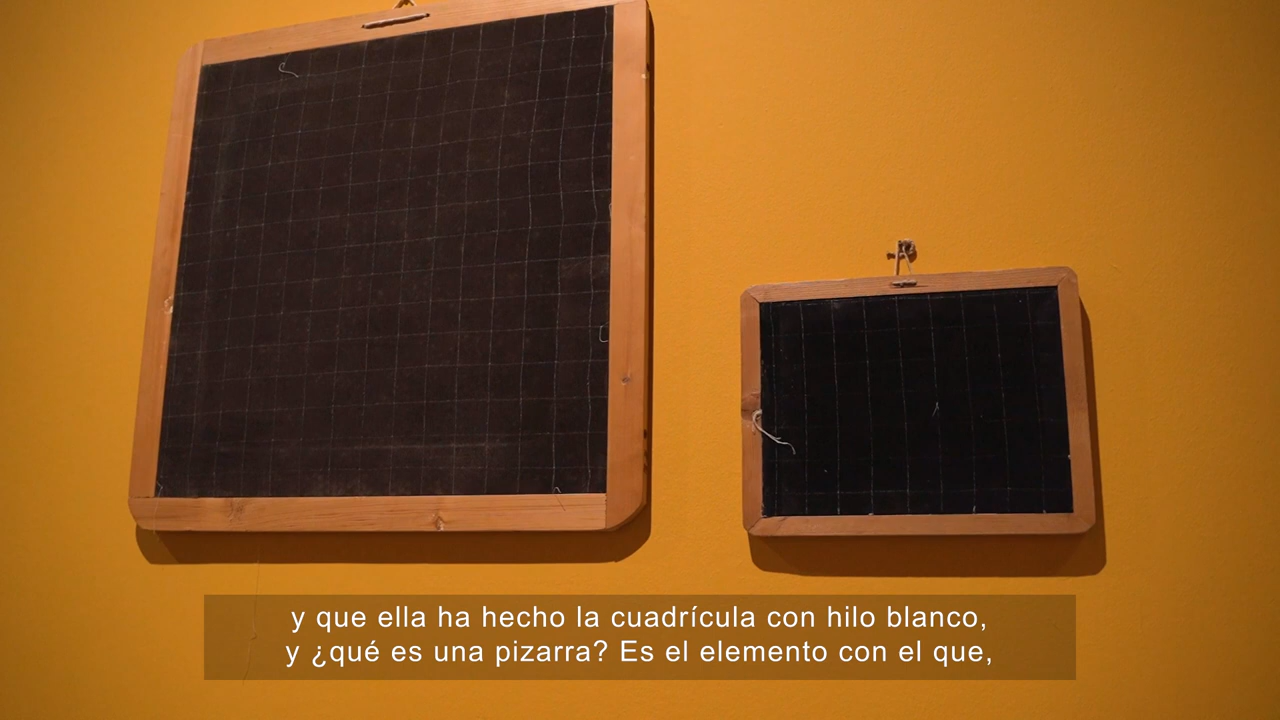 y que ella ha hecho la cuadrícula con hilo blanco,
y ¿qué es una pizarra? Es el elemento con el que,